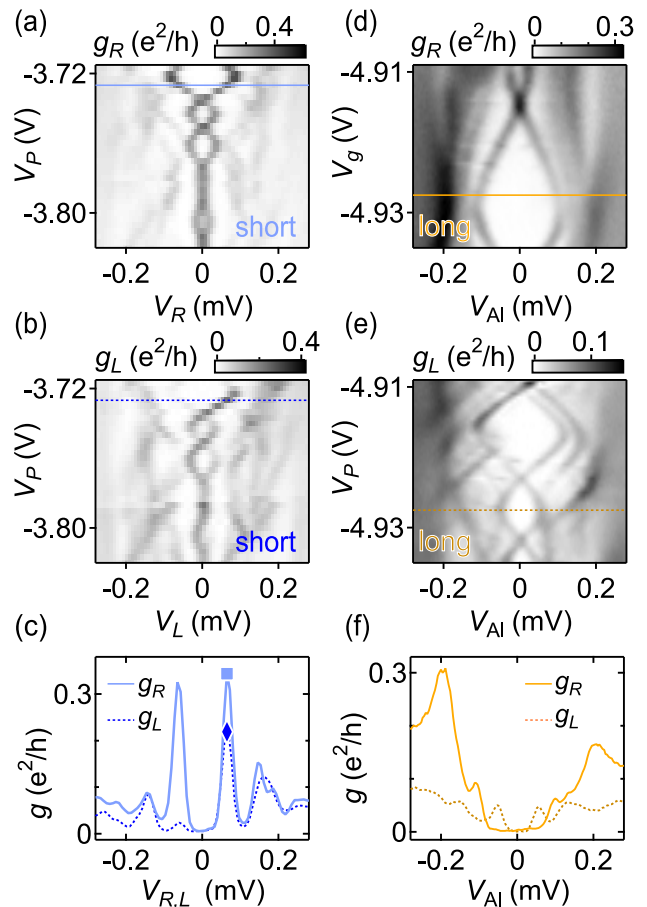 (a)
g_R (e²/h)
0 0.4
-3.72
-3.80
V_P (V)
short
-0.2 0 0.2
V_R (mV)
(d)
g_R (e²/h)
0 0.3
-4.91
-4.93
V_g (V)
long
-0.2 0 0.2
V_Al (mV)
(b)
g_L (e²/h)
0 0.4
-3.72
-3.80
V_P (V)
short
-0.2 0 0.2
V_L (mV)
(e)
g_L (e²/h)
0 0.1
-4.91
-4.93
V_P (V)
long
-0.2 0 0.2
V_Al (mV)
(c)
g_R
g_L
0.3
0
g (e²/h)
-0.2 0 0.2
V_R,L (mV)
(f)
g_R
g_L
0.3
0
g (e²/h)
-0.2 0 0.2
V_Al (mV)